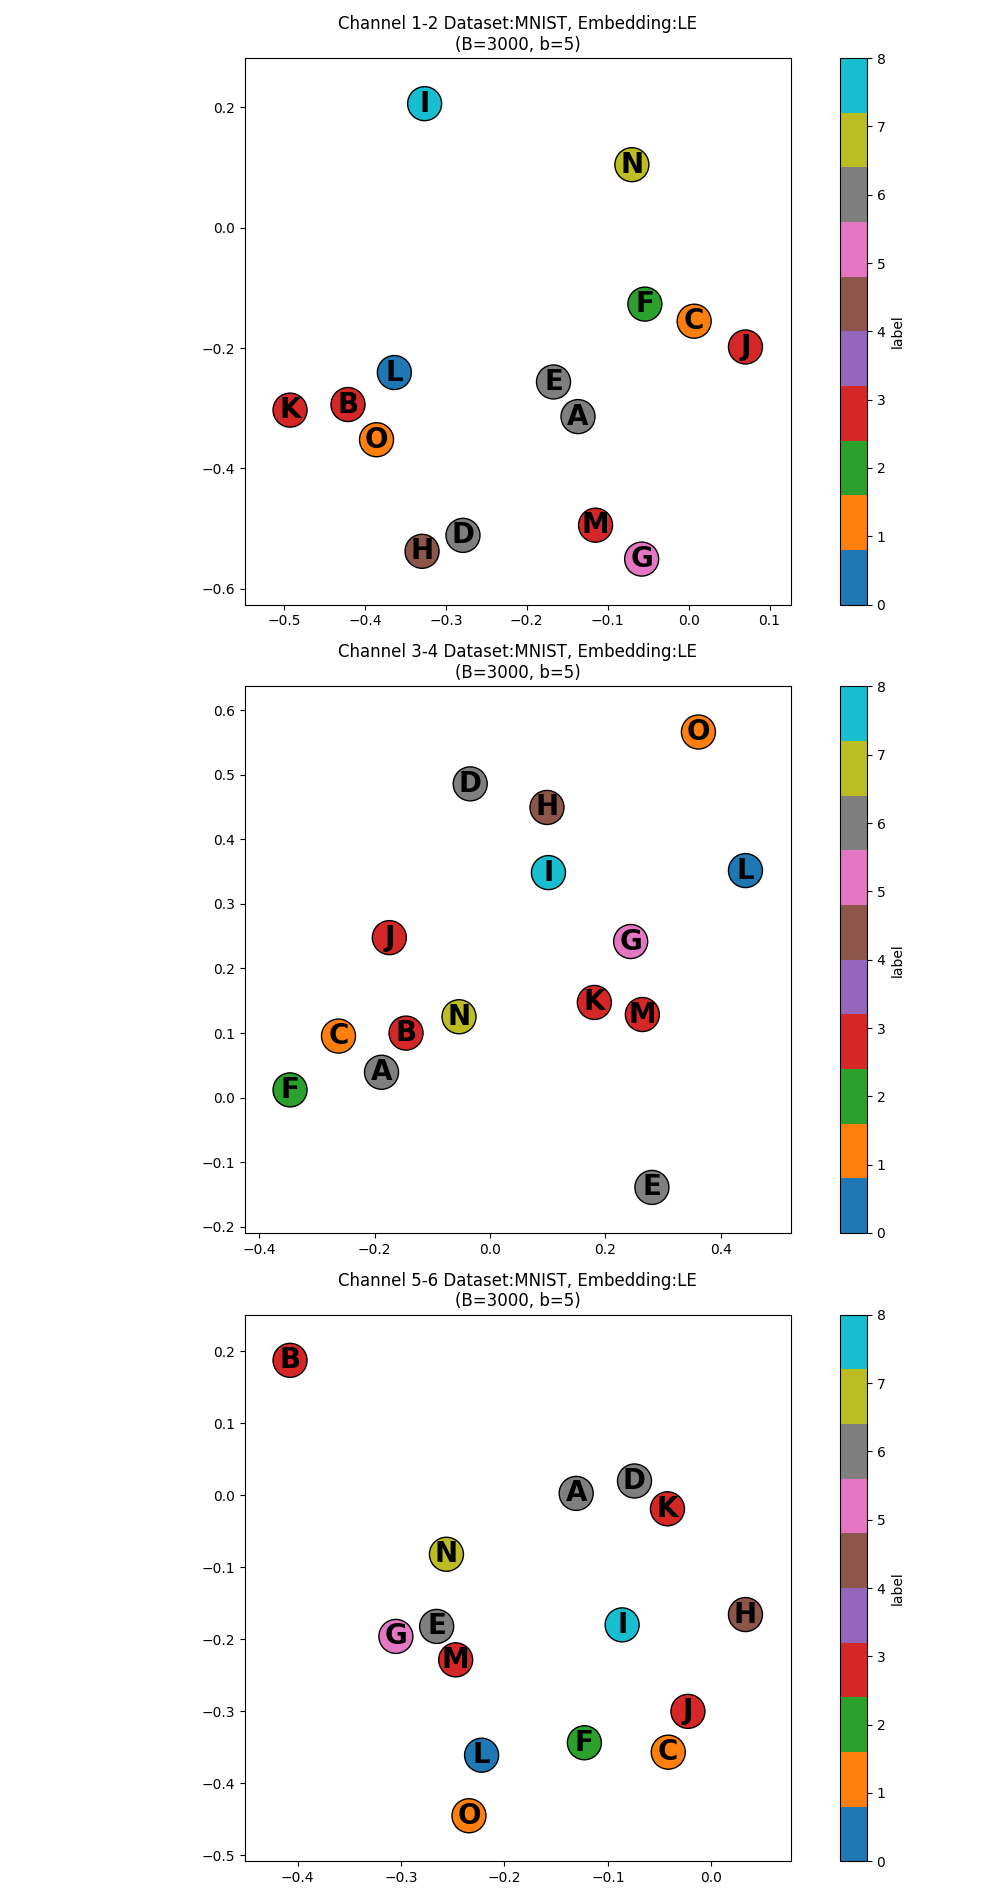 Channel 1-2 Dataset:MNIST, Embedding:LE
(B=3000, b=5)
I
N
F
C
J
L
E
K
B
A
O
M
D
H
G
0.2
0.0
−0.2
−0.4
−0.6
−0.5
−0.4
−0.3
−0.2
−0.1
0.0
0.1
8
7
6
5
4
3
2
1
0
label
Channel 3-4 Dataset:MNIST, Embedding:LE
(B=3000, b=5)
O
D
H
I
L
J
G
K
M
N
B
C
A
F
E
0.6
0.5
0.4
0.3
0.2
0.1
0.0
−0.1
−0.2
−0.4
−0.2
0.0
0.2
0.4
8
7
6
5
4
3
2
1
0
label
Channel 5-6 Dataset:MNIST, Embedding:LE
(B=3000, b=5)
B
D
A
K
N
H
I
E
G
M
J
F
C
L
O
0.2
0.1
0.0
−0.1
−0.2
−0.3
−0.4
−0.5
−0.4
−0.3
−0.2
−0.1
0.0
8
7
6
5
4
3
2
1
0
label